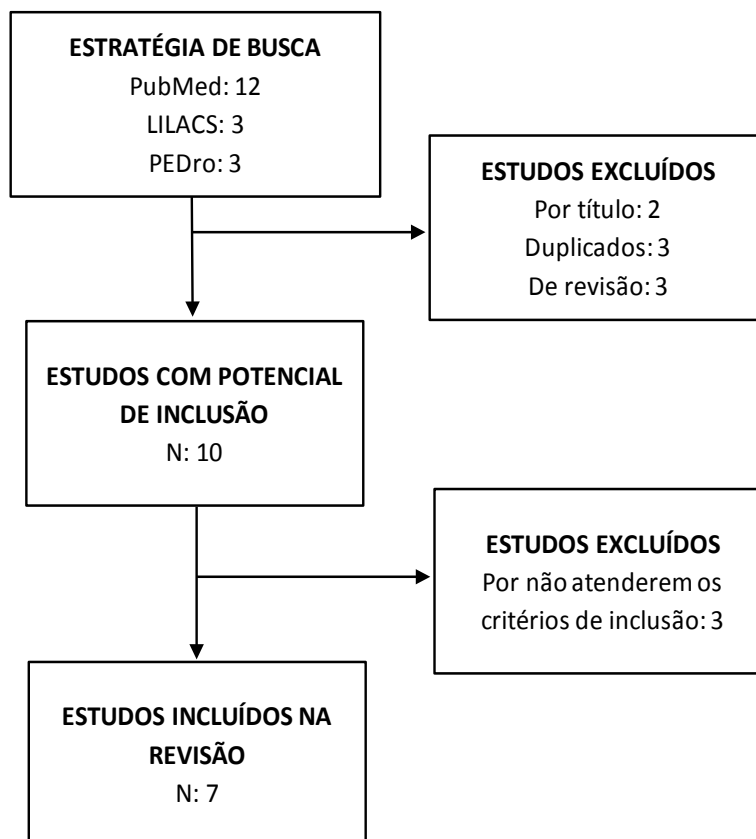 ESTRATÉGIA DE BUSCA
PubMed: 12
LILACS: 3
PEDro: 3
ESTUDOS EXCLUÍDOS
Por título: 2
Duplicados: 3
De revisão: 3
ESTUDOS COM POTENCIAL
DE INCLUSÃO
N: 10
ESTUDOS EXCLUÍDOS
Por não atenderem os
critérios de inclusão: 3
ESTUDOS INCLUÍDOS NA
REVISÃO
N: 7